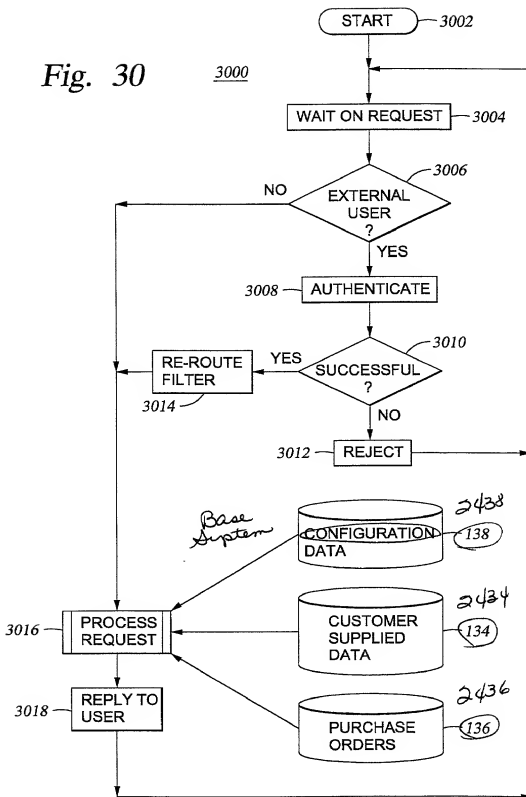 START
3002
Fig. 30
3000
WAIT ON REQUEST
3004
3006
NO
EXTERNAL
USER
?
YES
3008
AUTHENTICATE
3010
RE-ROUTE
FILTER
YES
SUCCESSFUL
?
3014
NO
3012
REJECT
2438
Base
System
CONFIGURATION
DATA
138
2434
CUSTOMER
SUPPLIED
DATA
134
3016
PROCESS
REQUEST
2436
3018
REPLY TO
USER
PURCHASE
ORDERS
136